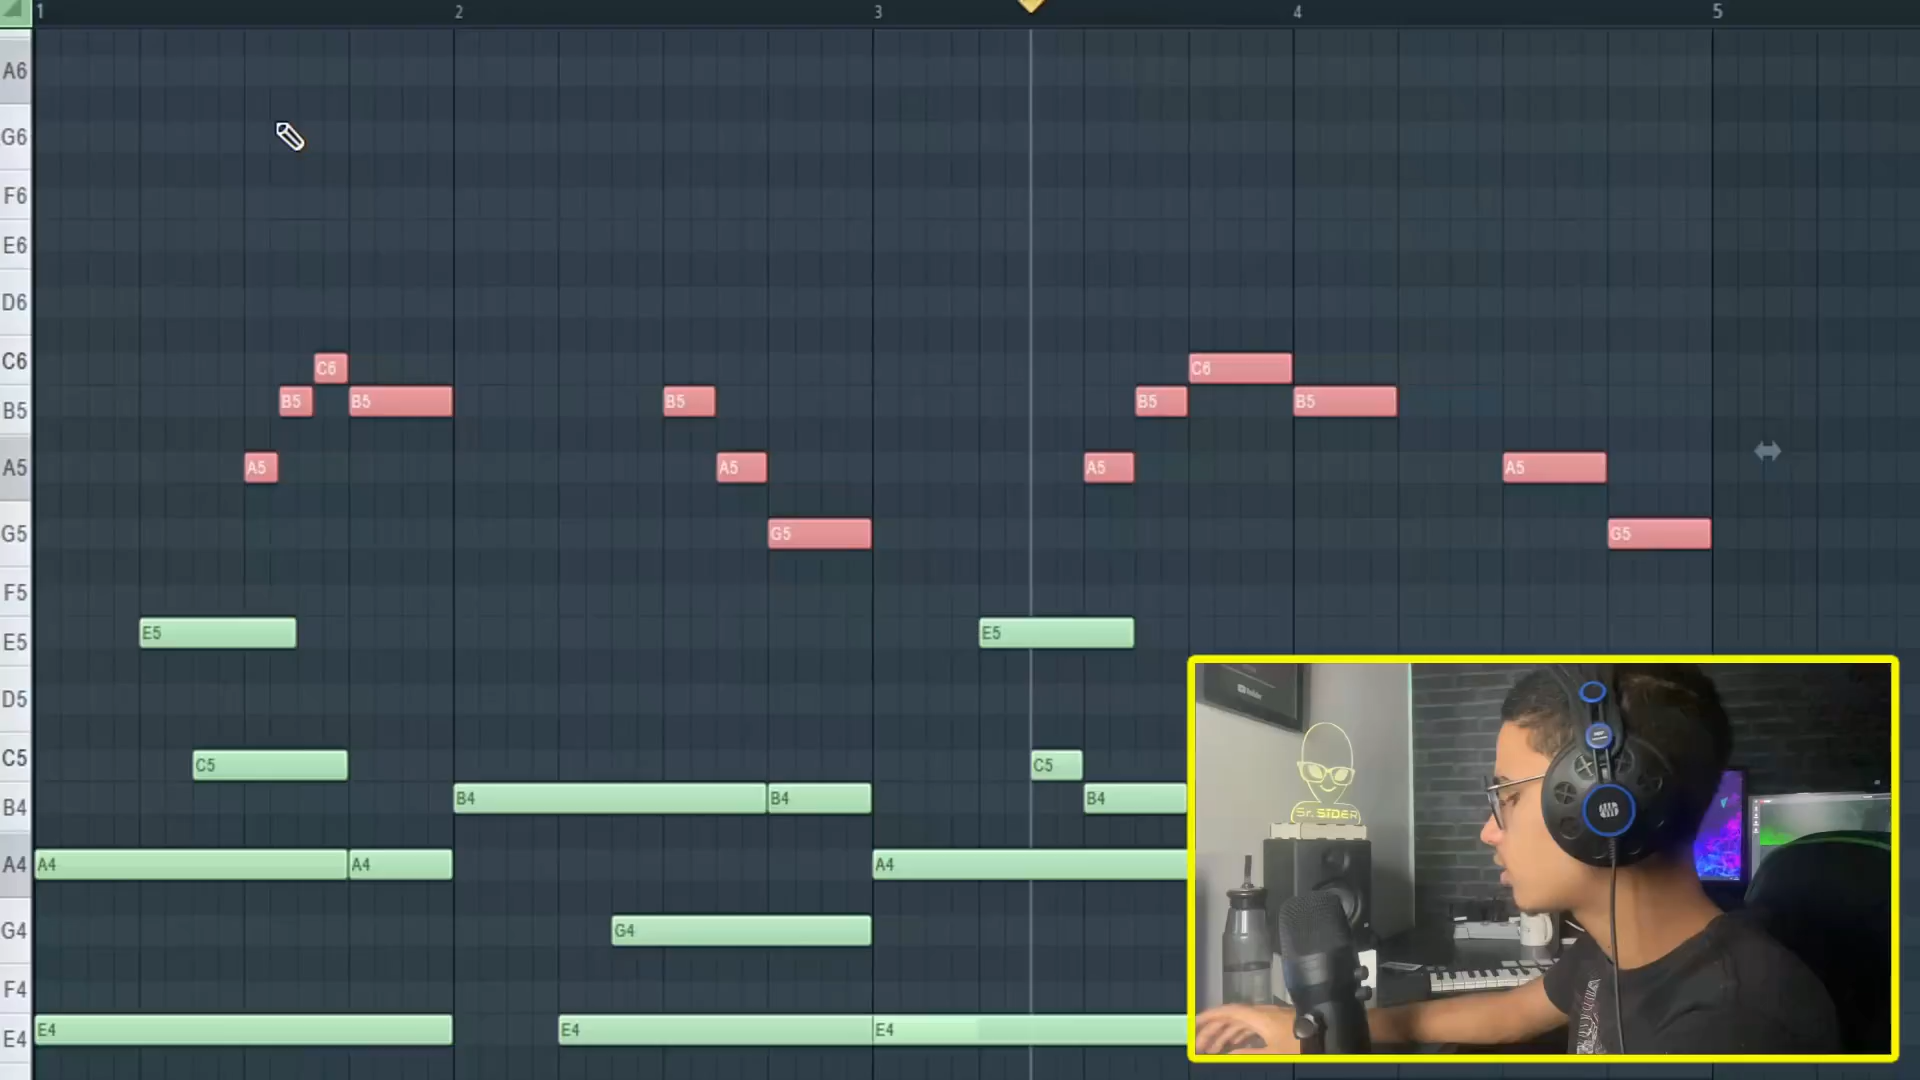 1 2 3 4 5
A6
G6
F6
E6
D6
C6 C6 C6
B5 B5 B5 B5 B5 B5
A5 A5 A5 A5 A5
G5 G5 G5
F5
E5 E5 E5
D5
C5 C5 C5
B4 B4 B4 B4
A4 A4 A4 A4
G4 G4
F4
E4 E4 E4 E4
YouTube
Sr. SIDER